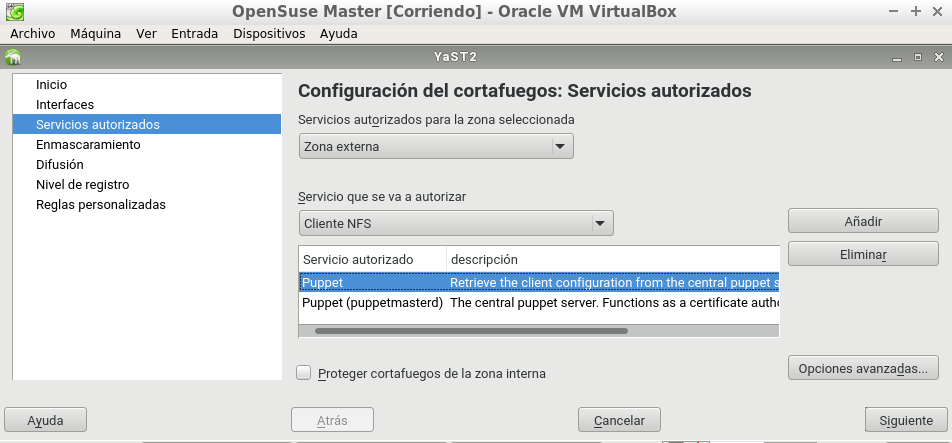 OpenSuse Master [Corriendo] - Oracle VM VirtualBox
Archivo Máquina Ver Entrada Dispositivos Ayuda
YaST2
Inicio
Interfaces
Servicios autorizados
Enmascaramiento
Difusión
Nivel de registro
Reglas personalizadas
Configuración del cortafuegos: Servicios autorizados
Servicios autorizados para la zona seleccionada
Zona externa
Servicio que se va a autorizar
Cliente NFS
Añadir
Eliminar
Servicio autorizado descripción
Puppet Retrieve the client configuration from the central puppet s
Puppet (puppetmasterd) The central puppet server. Functions as a certificate autho
Opciones avanzadas...
Proteger cortafuegos de la zona interna
Ayuda Atrás Cancelar Siguiente